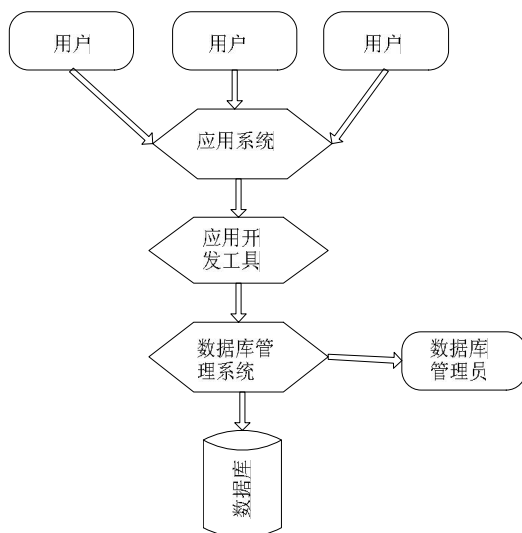 用户
用户
用户
应用系统
应用开
发工具
数据库管
理系统
数据库
管理员
数据库